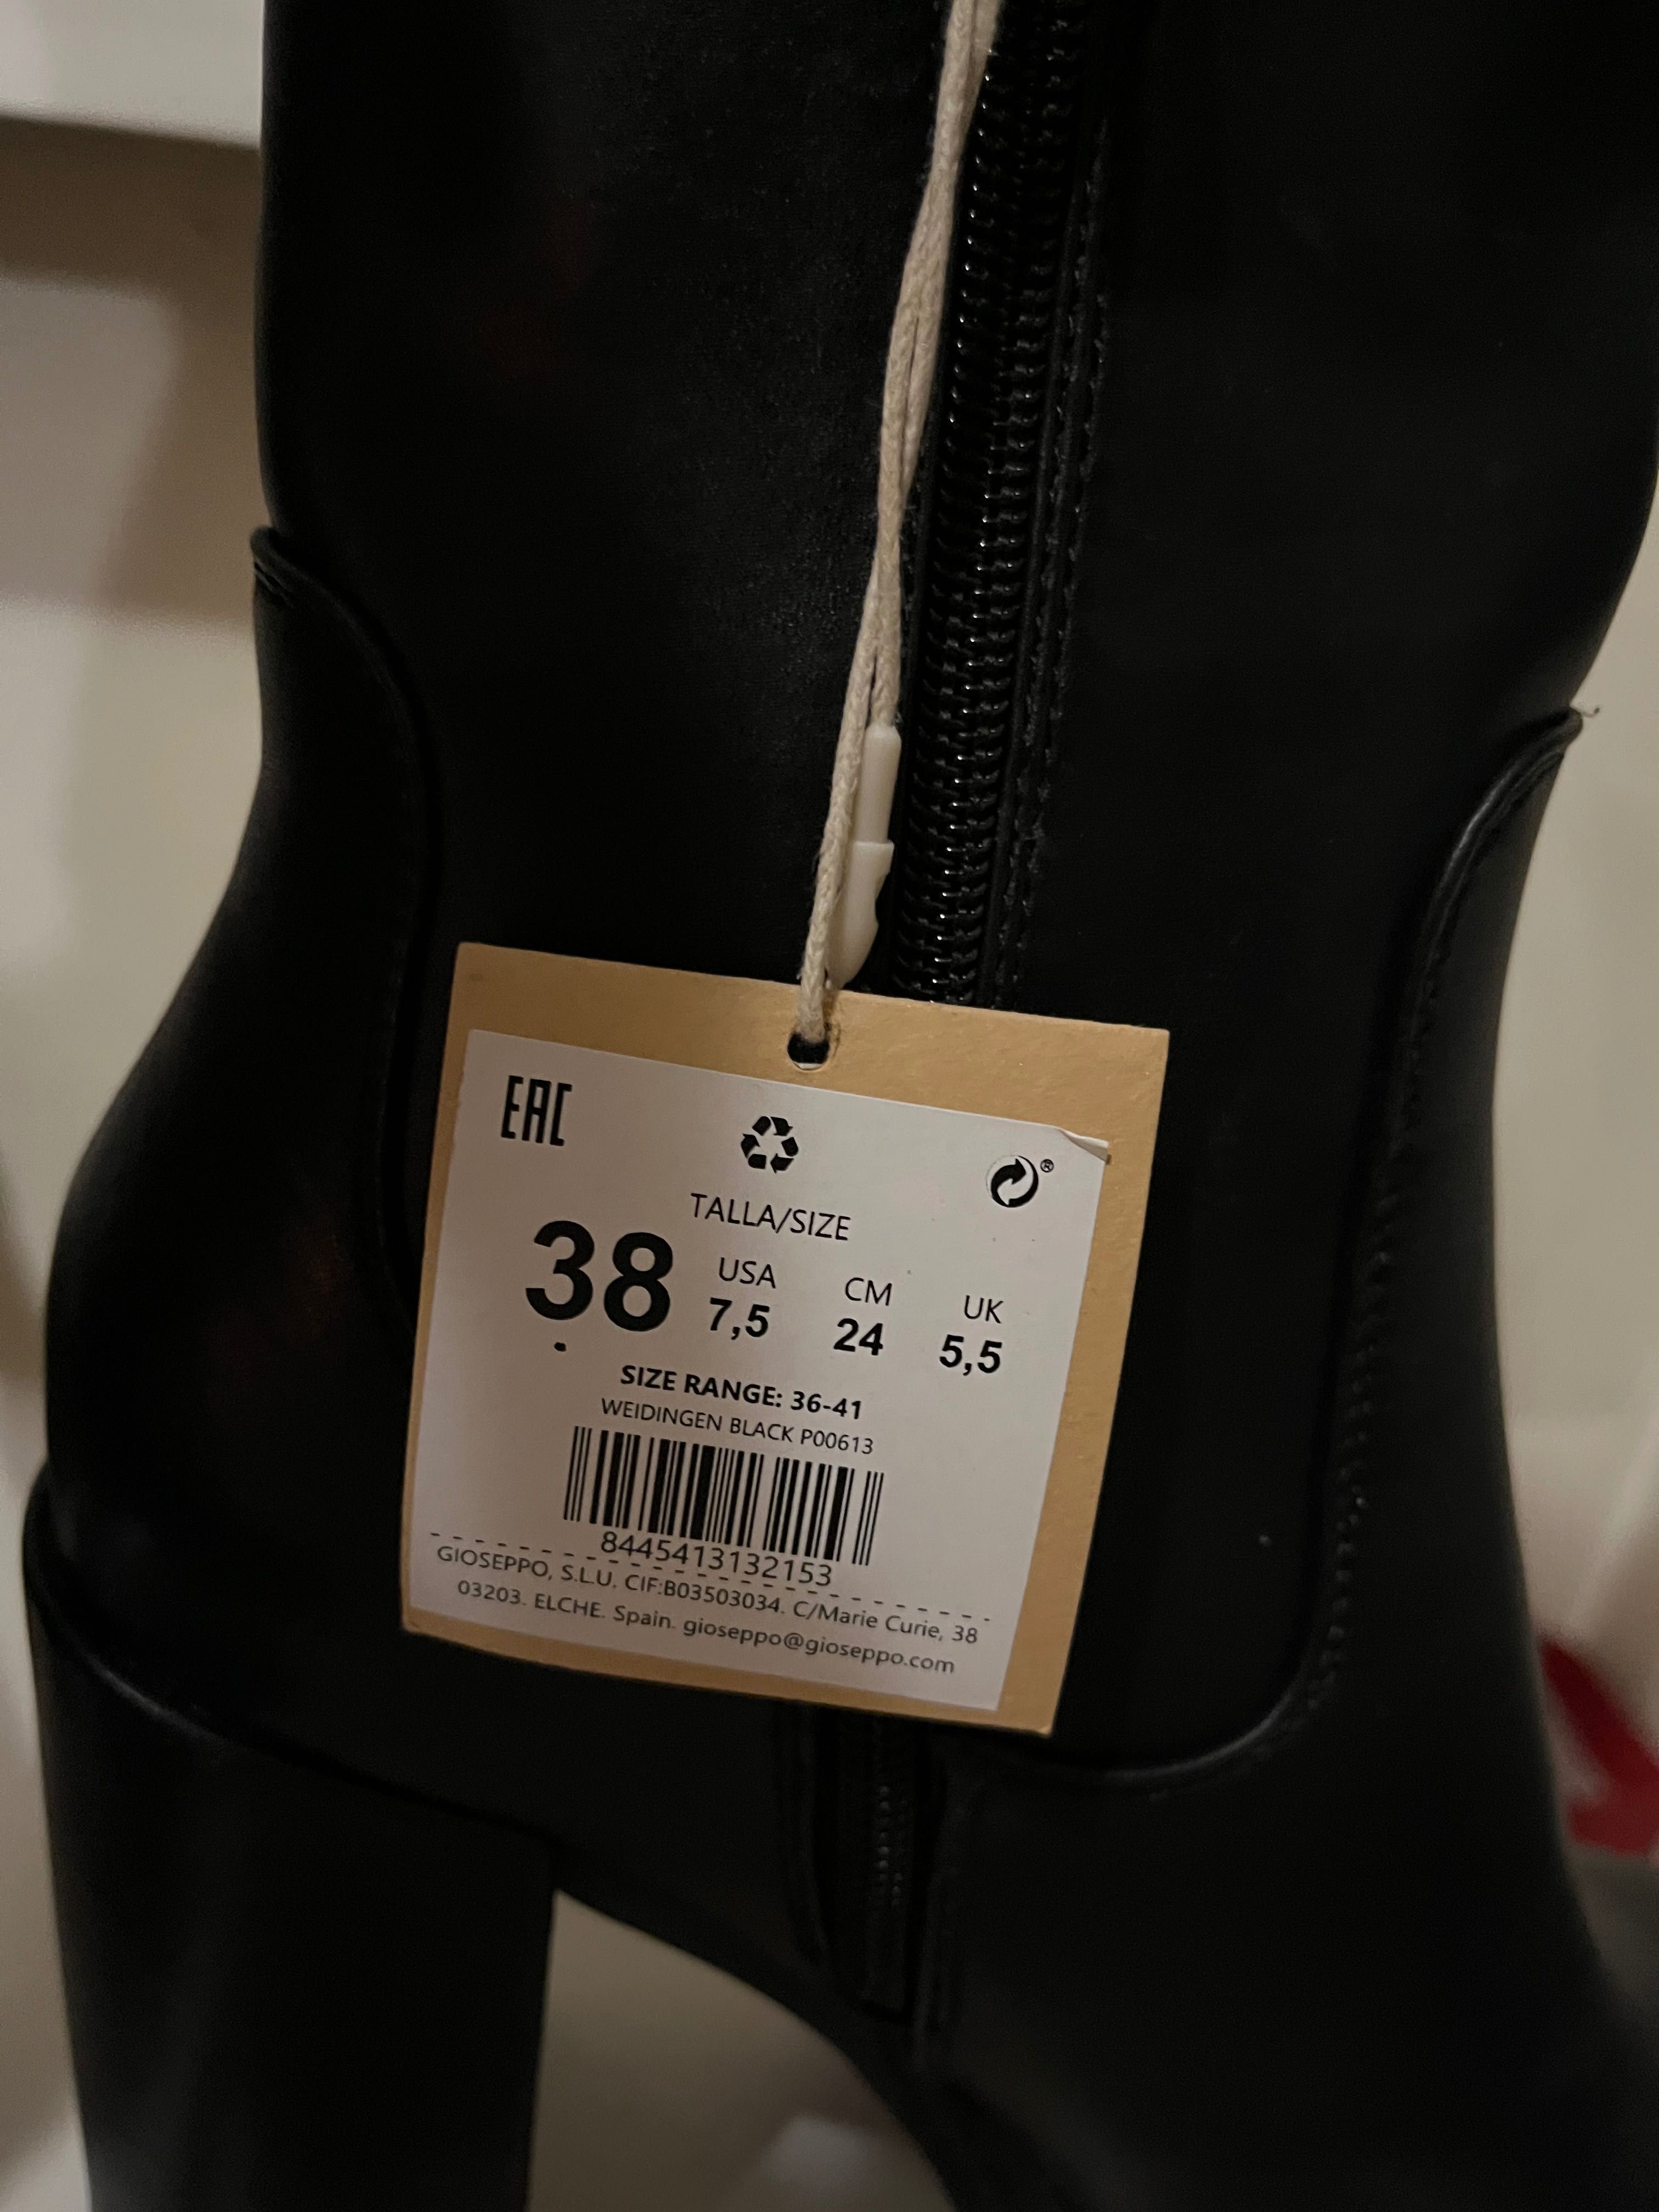 EAC
®
TALLA/SIZE
38 USA CM UK
7,5 24 5,5
SIZE RANGE: 36-41
WEIDINGEN BLACK P00613
8445413132153
GIOSEPPO, S.L.U. CIF:B03503034. C/Marie Curie, 38
03203. ELCHE. Spain. gioseppo@gioseppo.com